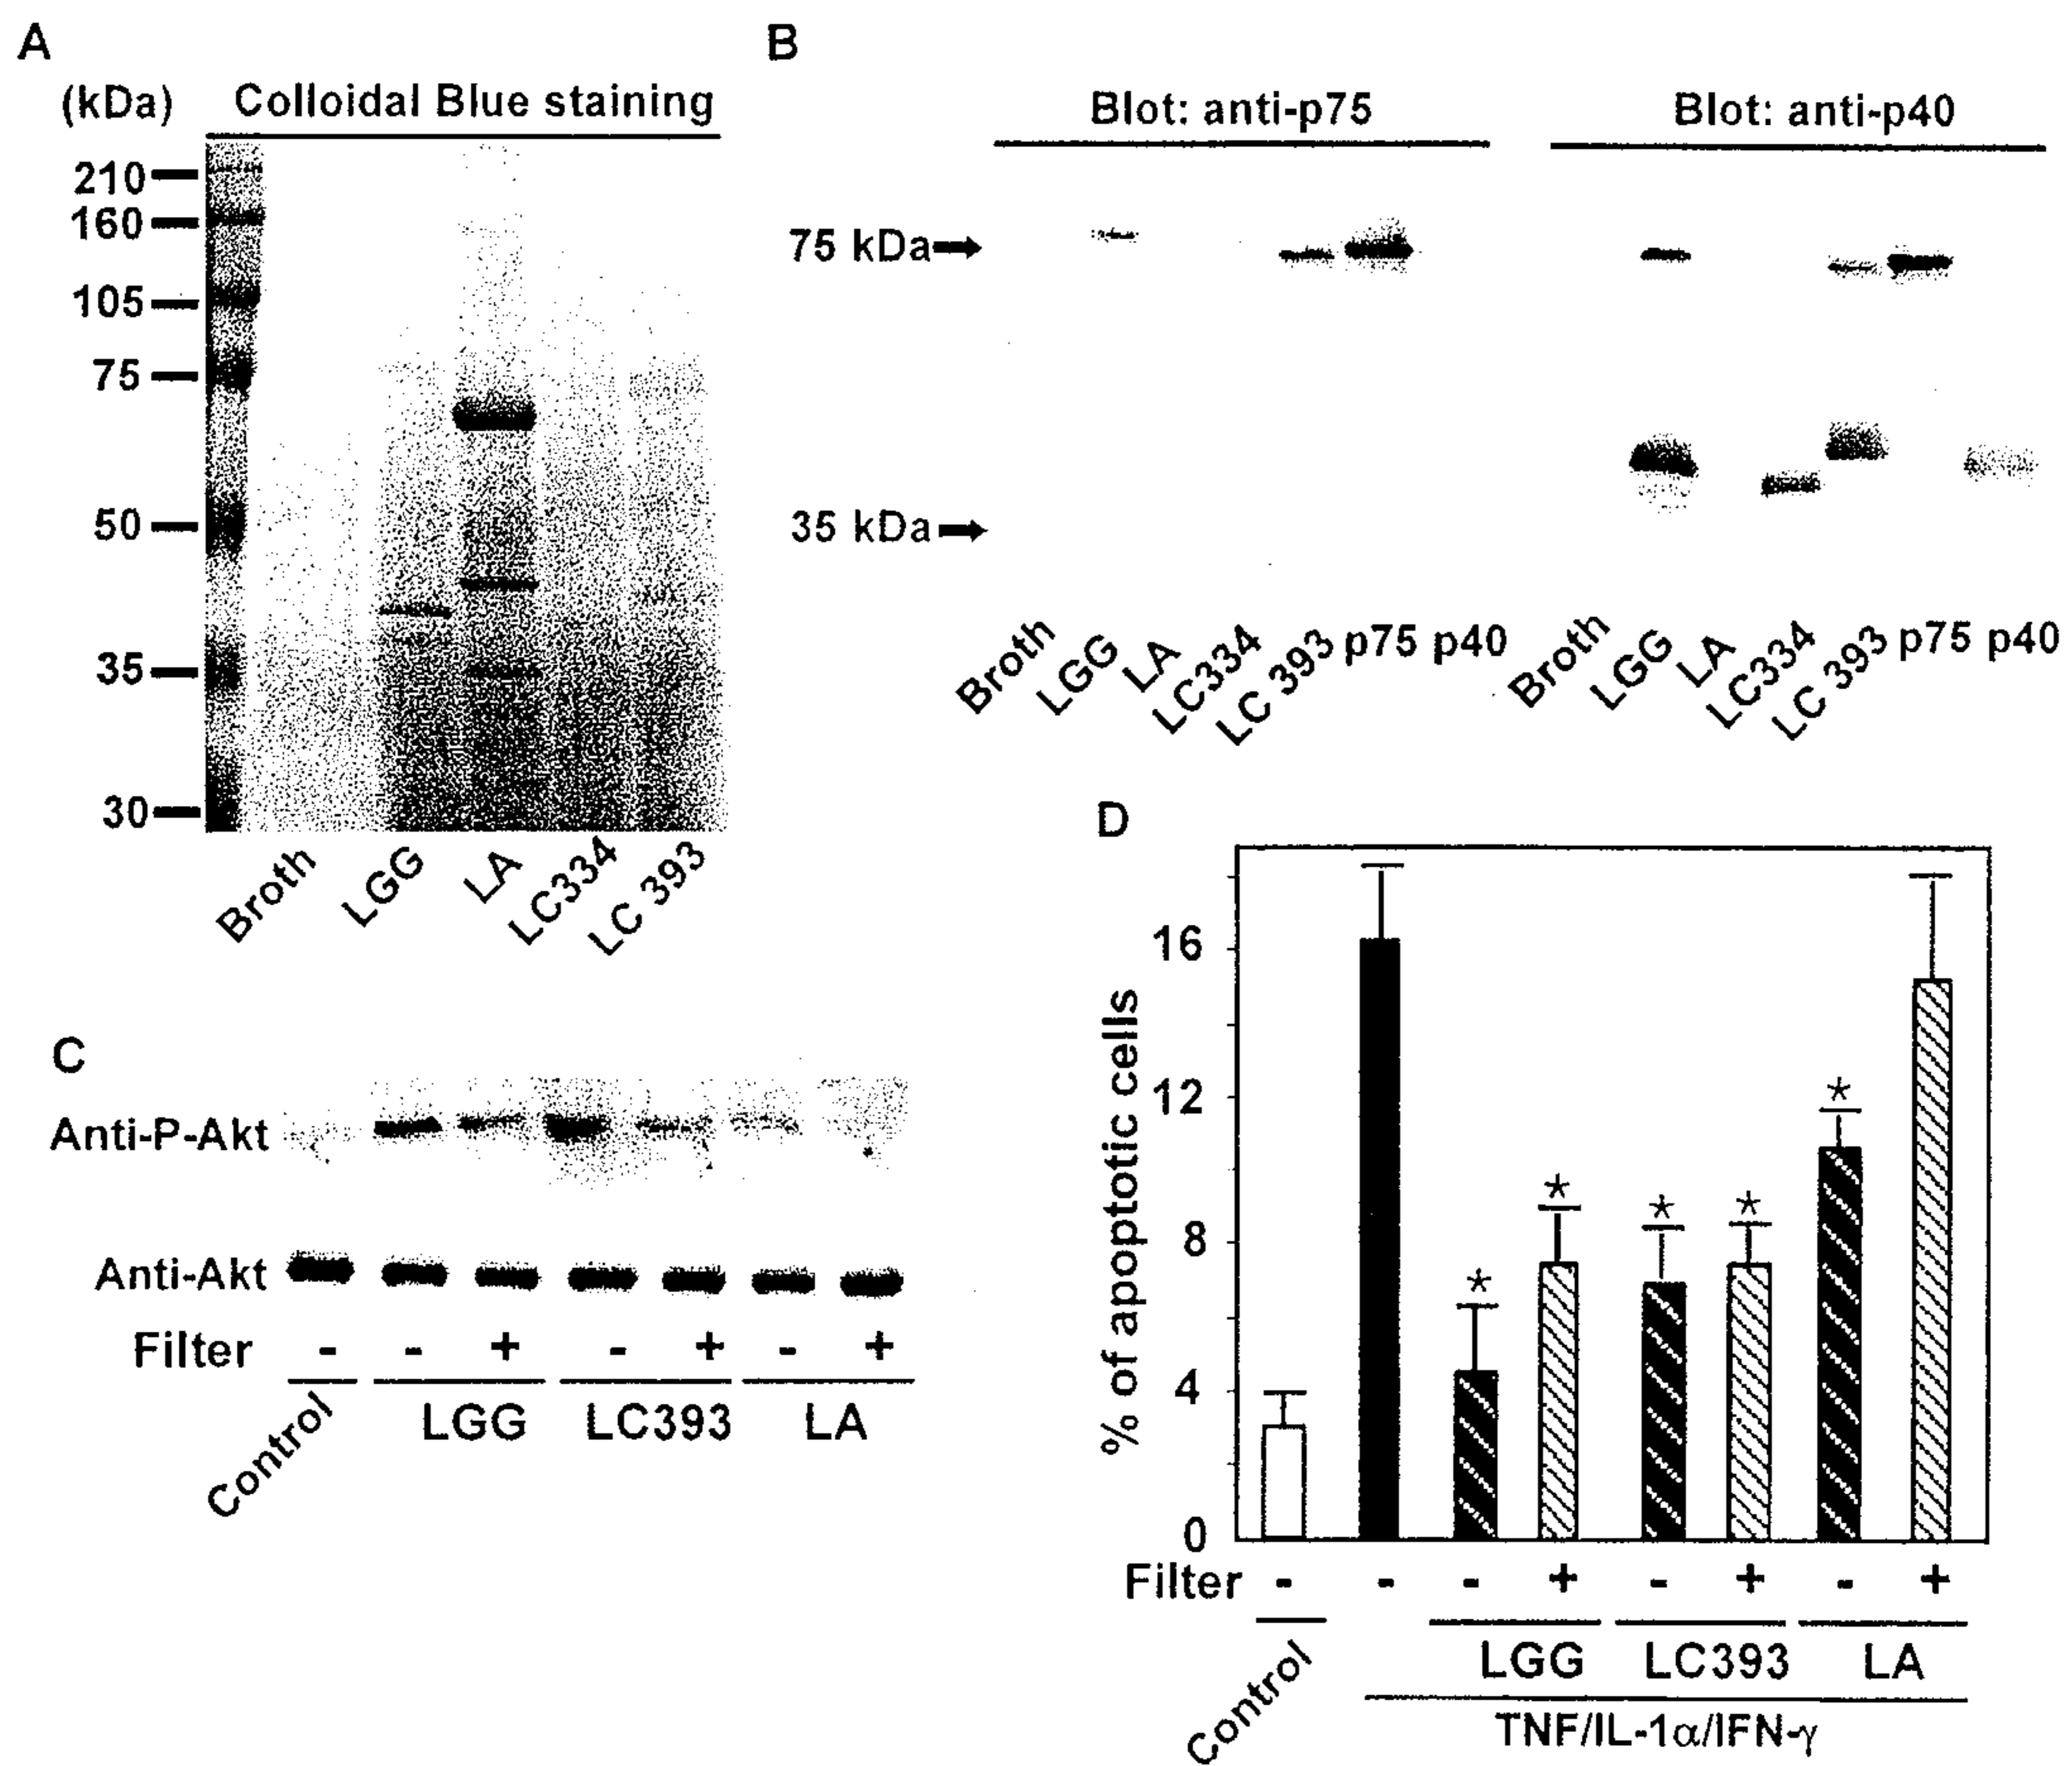 A
(kDa) Colloidal Blue staining
210
160
105
75
50
35
30
Broth LGG LA LC334 LC 393
B
Blot: anti-p75 Blot: anti-p40
75 kDa
35 kDa
Broth LGG LA LC334 LC 393 p75 p40 Broth LGG LA LC334 LC 393 p75 p40
C
Anti-P-Akt
Anti-Akt
Filter - - + - + - +
Control LGG LC393 LA
D
% of apoptotic cells
16
12
8
4
0
* * * * *
Filter - - - + - + - +
Control LGG LC393 LA
TNF/IL-1α/IFN-γ